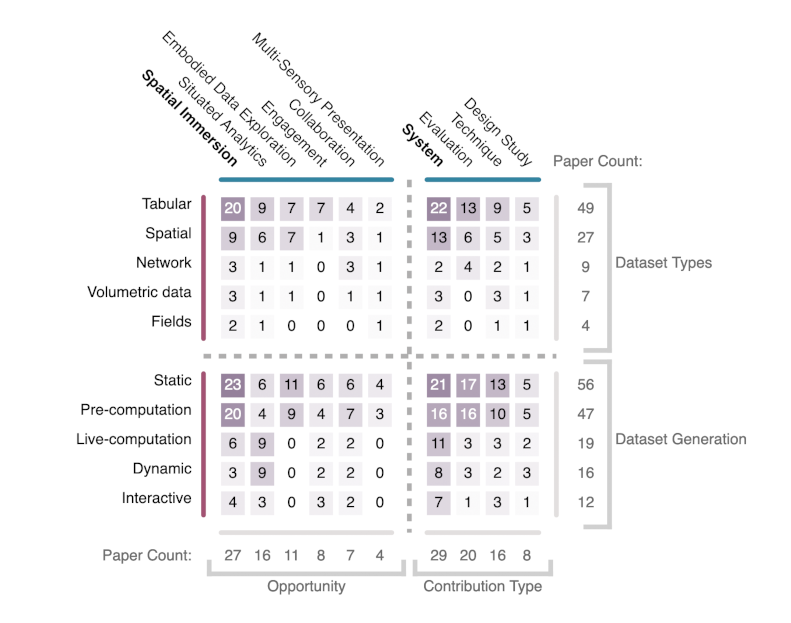 Spatial Immersion
Situated Analytics
Embodied Data Exploration
Engagement
Collaboration
Multi-Sensory Presentation
System
Evaluation
Technique
Design Study
Paper Count:
Tabular 20 9 7 7 4 2 22 13 9 5 49
Spatial 9 6 7 1 3 1 13 6 5 3 27
Network 3 1 1 0 3 1 2 4 2 1 9
Volumetric data 3 1 1 0 1 1 3 0 3 1 7
Fields 2 1 0 0 0 1 2 0 1 1 4
Dataset Types
Static 23 6 11 6 6 4 21 17 13 5 56
Pre-computation 20 4 9 4 7 3 16 16 10 5 47
Live-computation 6 9 0 2 2 0 11 3 3 2 19
Dynamic 3 9 0 2 2 0 8 3 2 3 16
Interactive 4 3 0 3 2 0 7 1 3 1 12
Dataset Generation
Paper Count: 27 16 11 8 7 4 29 20 16 8
Opportunity
Contribution Type